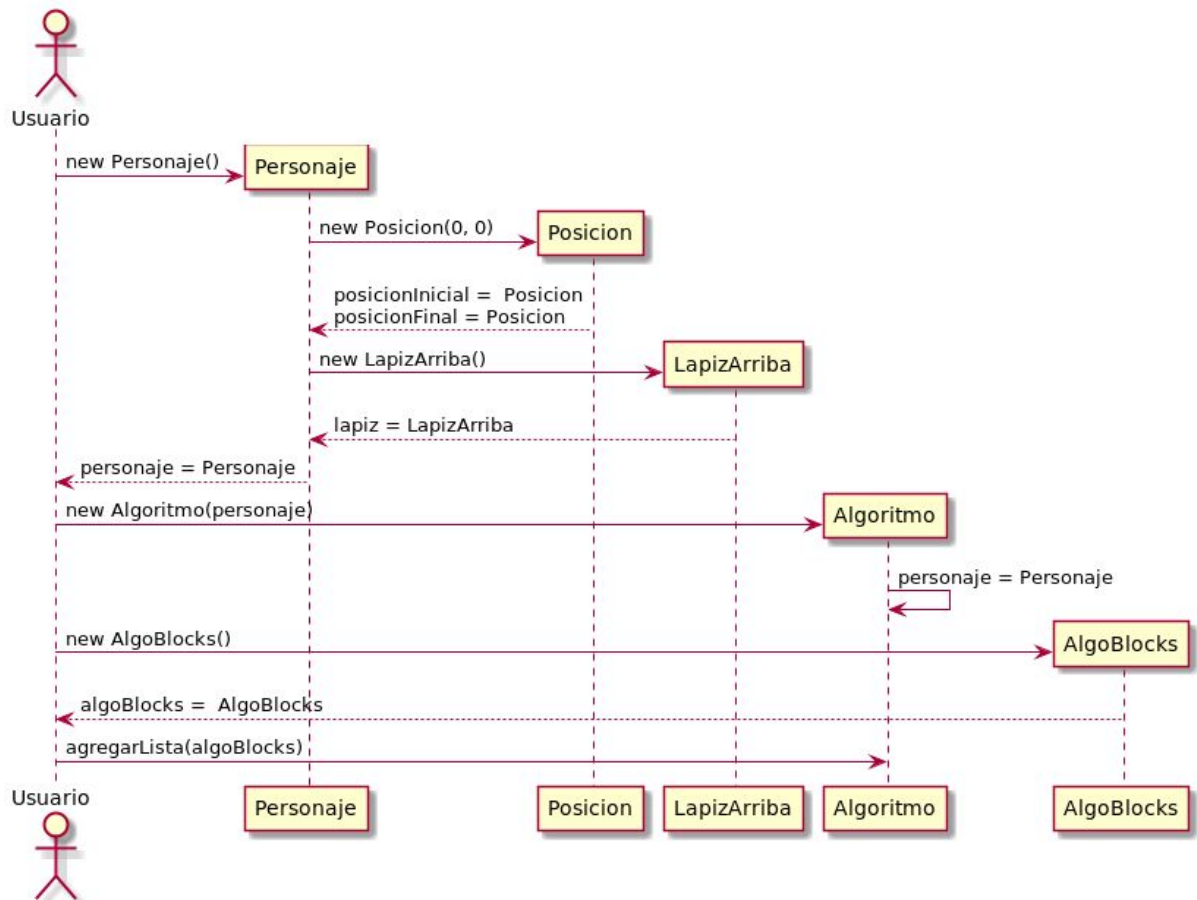 Usuario
new Personaje()
Personaje
new Posicion(0, 0)
Posicion
posicionInicial =  Posicion
posicionFinal = Posicion
new LapizArriba()
LapizArriba
lapiz = LapizArriba
personaje = Personaje
new Algoritmo(personaje)
Algoritmo
personaje = Personaje
new AlgoBlocks()
AlgoBlocks
algoBlocks =  AlgoBlocks
agregarLista(algoBlocks)
Usuario
Personaje
Posicion
LapizArriba
Algoritmo
AlgoBlocks